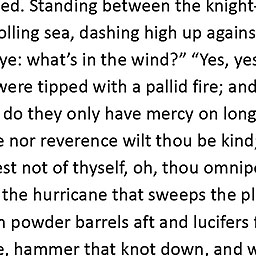 ed. Standing between the knight-
olling sea, dashing high up agains
ye: what’s in the wind?” “Yes, yes
were tipped with a pallid fire; and
do they only have mercy on long
e nor reverence wilt thou be kind;
est not of thyself, oh, thou omnipo
the hurricane that sweeps the pl
n powder barrels aft and lucifers f
e, hammer that knot down, and w